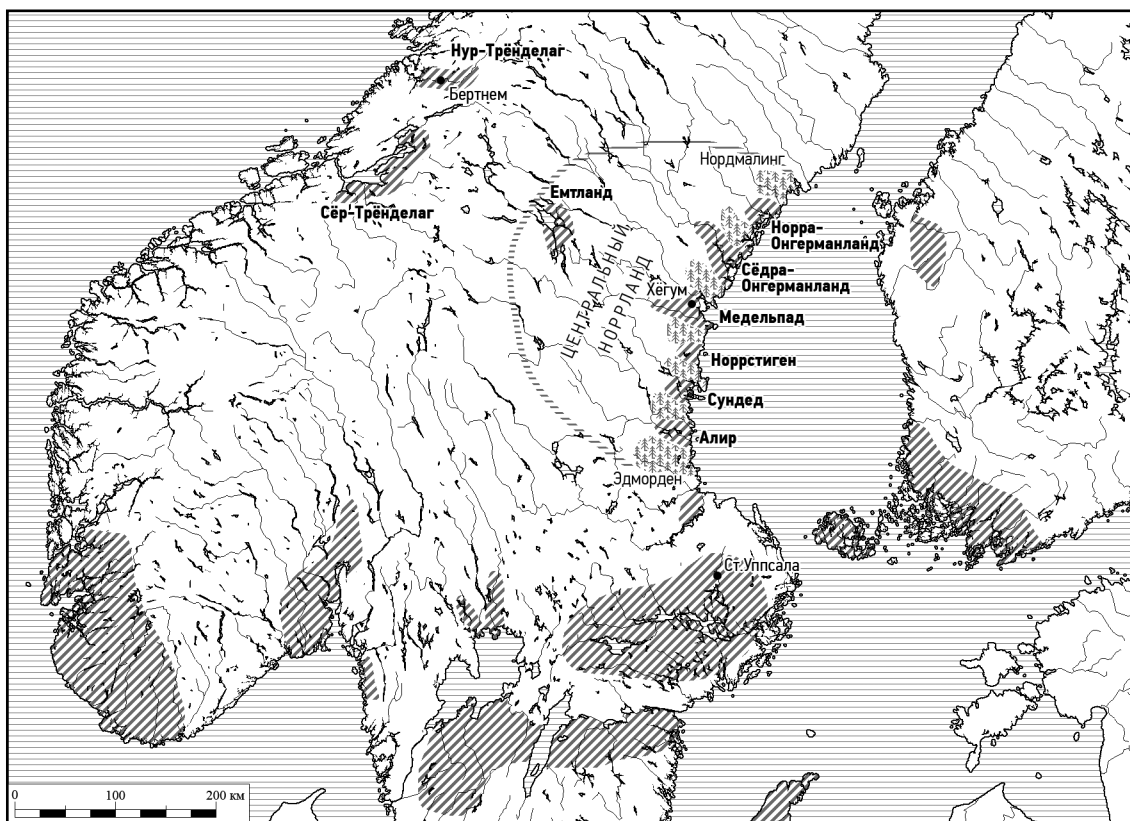 Нур-Трёнделаг
Бертнем
Нордмалинг
Емтланд
Сёр-Трёнделаг
Норра-
Онгерманланд
ЦЕНТРАЛЬНЫЙ
НОРРЛАНД
Сёдра-
Онгерманланд
Хёгум
Медельпад
Норрстиген
Сундед
Алир
Эдморден
Ст.Уппсала
0 100 200 км